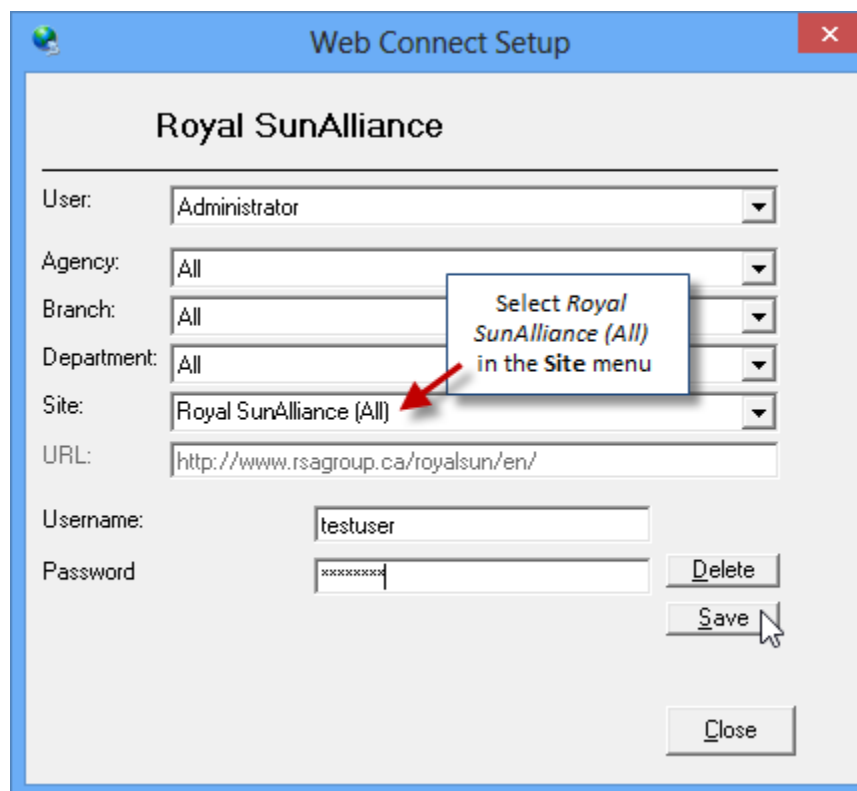 Web Connect Setup
Royal SunAlliance
User:
Administrator
Agency:
All
Branch:
All
Department:
All
Select Royal
SunAlliance (All)
in the Site menu
Site:
Royal SunAlliance (All)
URL:
http://www.rsagroup.ca/royalsun/en/
Username:
testuser
Password
********
Delete
Save
Close